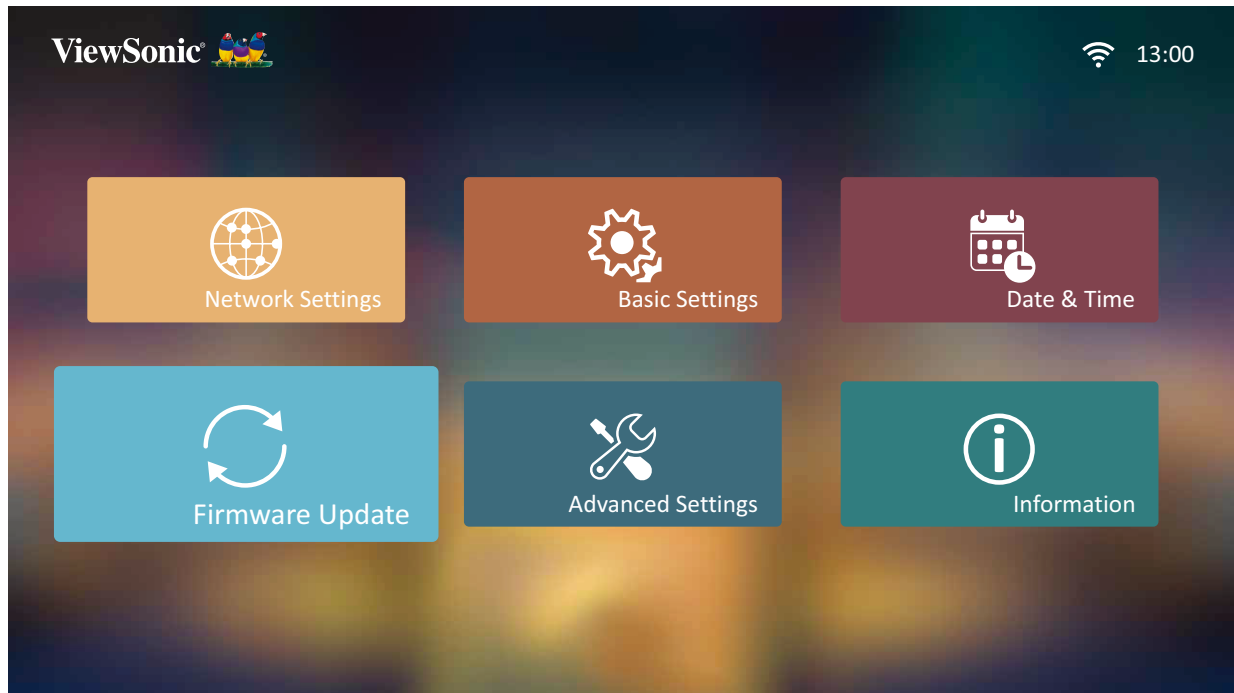 ViewSonic®
13:00
Network Settings
Basic Settings
Date & Time
Firmware Update
Advanced Settings
Information